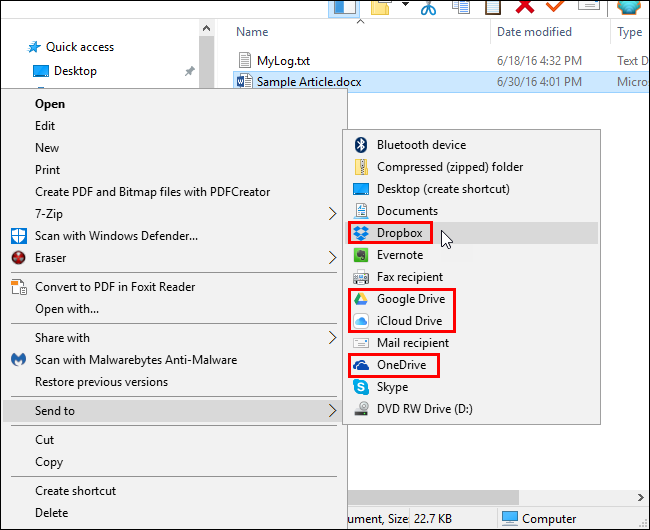 Quick access
Desktop
Name
Date modified
Type
MyLog.txt
6/18/16 4:32 PM
Text D
Sample Article.docx
6/30/16 4:01 PM
Micro
Open
Edit
New
Print
Create PDF and Bitmap files with PDFCreator
7-Zip
Scan with Windows Defender...
Eraser
Convert to PDF in Foxit Reader
Open with...
Share with
Scan with Malwarebytes Anti-Malware
Restore previous versions
Send to
Cut
Copy
Create shortcut
Delete
Bluetooth device
Compressed (zipped) folder
Desktop (create shortcut)
Documents
Dropbox
Evernote
Fax recipient
Google Drive
iCloud Drive
Mail recipient
OneDrive
Skype
DVD RW Drive (D:)
ument, Size: 22.7 KB
Computer